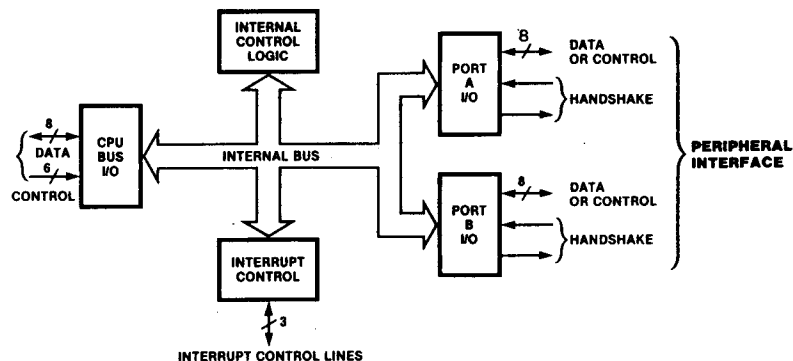 INTERNAL
CONTROL
LOGIC
8
DATA
6
CONTROL
CPU
BUS
I/O
INTERNAL BUS
INTERRUPT
CONTROL
3
INTERRUPT CONTROL LINES
PORT
A
I/O
8
DATA
OR CONTROL
HANDSHAKE
PORT
B
I/O
8
DATA
OR CONTROL
HANDSHAKE
PERIPHERAL
INTERFACE